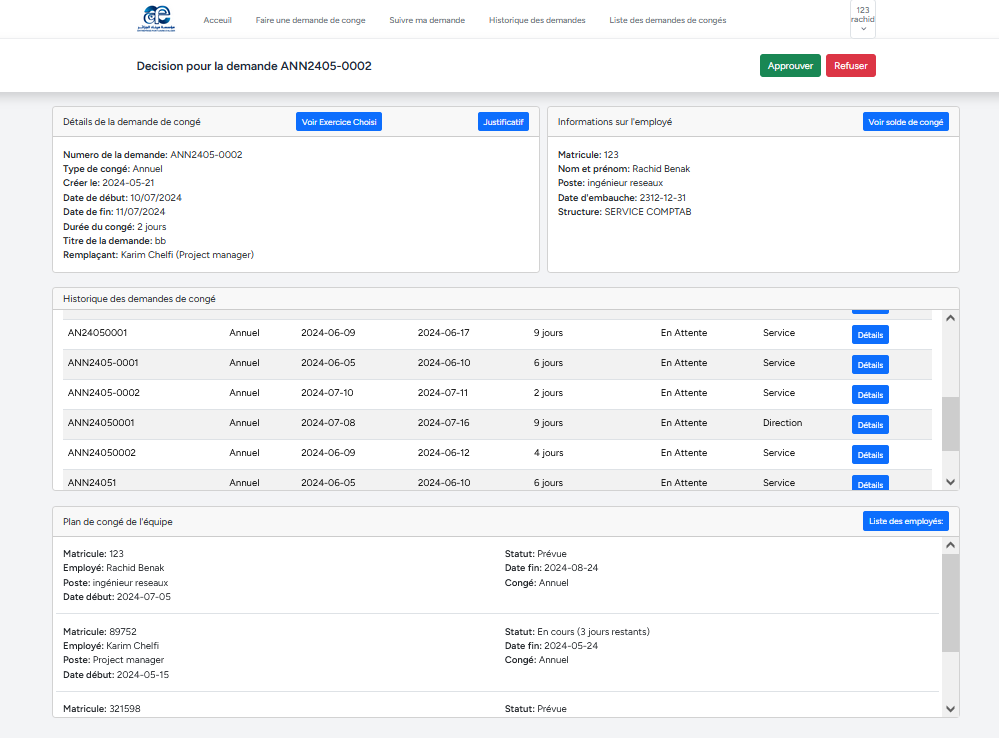 Acceuil Faire une demande de conge Suivre ma demande Historique des demandes Liste des demandes de congés
123
rachid
Decision pour la demande ANN2405-0002 Approuver Refuser
Détails de la demande de congé Voir Exercice Choisi Justificatif
Numero de la demande: ANN2405-0002
Type de congé: Annuel
Créer le: 2024-05-21
Date de début: 10/07/2024
Date de fin: 11/07/2024
Durée du congé: 2 jours
Titre de la demande: bb
Remplaçant: Karim Chelfi (Project manager)
Informations sur l'employé Voir solde de congé
Matricule: 123
Nom et prénom: Rachid Benak
Poste: ingénieur reseaux
Date d'embauche: 2312-12-31
Structure: SERVICE COMPTAB
Historique des demandes de congé
AN24050001 Annuel 2024-06-09 2024-06-17 9 jours En Attente Service Détails
ANN2405-0001 Annuel 2024-06-05 2024-06-10 6 jours En Attente Service Détails
ANN2405-0002 Annuel 2024-07-10 2024-07-11 2 jours En Attente Service Détails
ANN24050001 Annuel 2024-07-08 2024-07-16 9 jours En Attente Direction Détails
ANN24050002 Annuel 2024-06-09 2024-06-12 4 jours En Attente Service Détails
ANN24051 Annuel 2024-06-05 2024-06-10 6 jours En Attente Service Détails
Plan de congé de l'équipe Liste des employés:
Matricule: 123 Statut: Prévue
Employé: Rachid Benak Date fin: 2024-08-24
Poste: ingénieur reseaux Congé: Annuel
Date début: 2024-07-05
Matricule: 89752 Statut: En cours (3 jours restants)
Employé: Karim Chelfi Date fin: 2024-05-24
Poste: Project manager Congé: Annuel
Date début: 2024-05-15
Matricule: 321598 Statut: Prévue